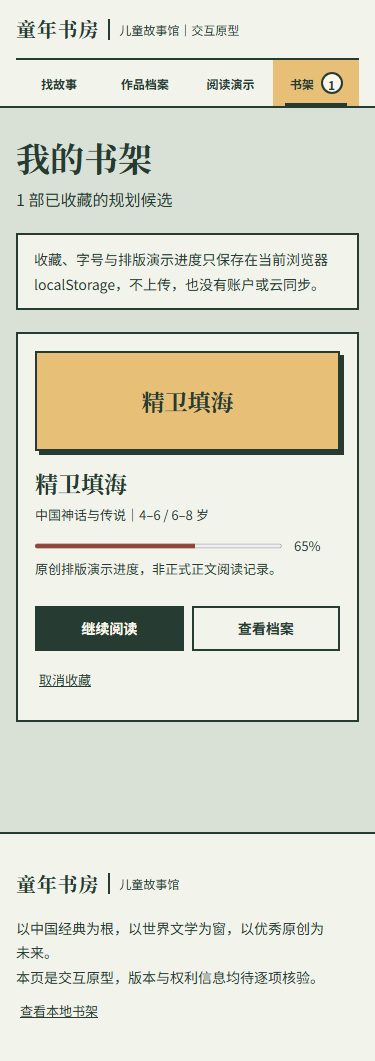 童年书房 | 儿童故事馆｜交互原型
找故事 作品档案 阅读演示 书架 1
我的书架
1 部已收藏的规划候选
收藏、字号与排版演示进度只保存在当前浏览器
localStorage，不上传，也没有账户或云同步。
精卫填海
精卫填海
中国神话与传说｜4–6 / 6–8 岁
65%
原创排版演示进度，非正式正文阅读记录。
继续阅读 查看档案
取消收藏
童年书房 | 儿童故事馆
以中国经典为根，以世界文学为窗，以优秀原创为
未来。
本页是交互原型，版本与权利信息均待逐项核验。
查看本地书架